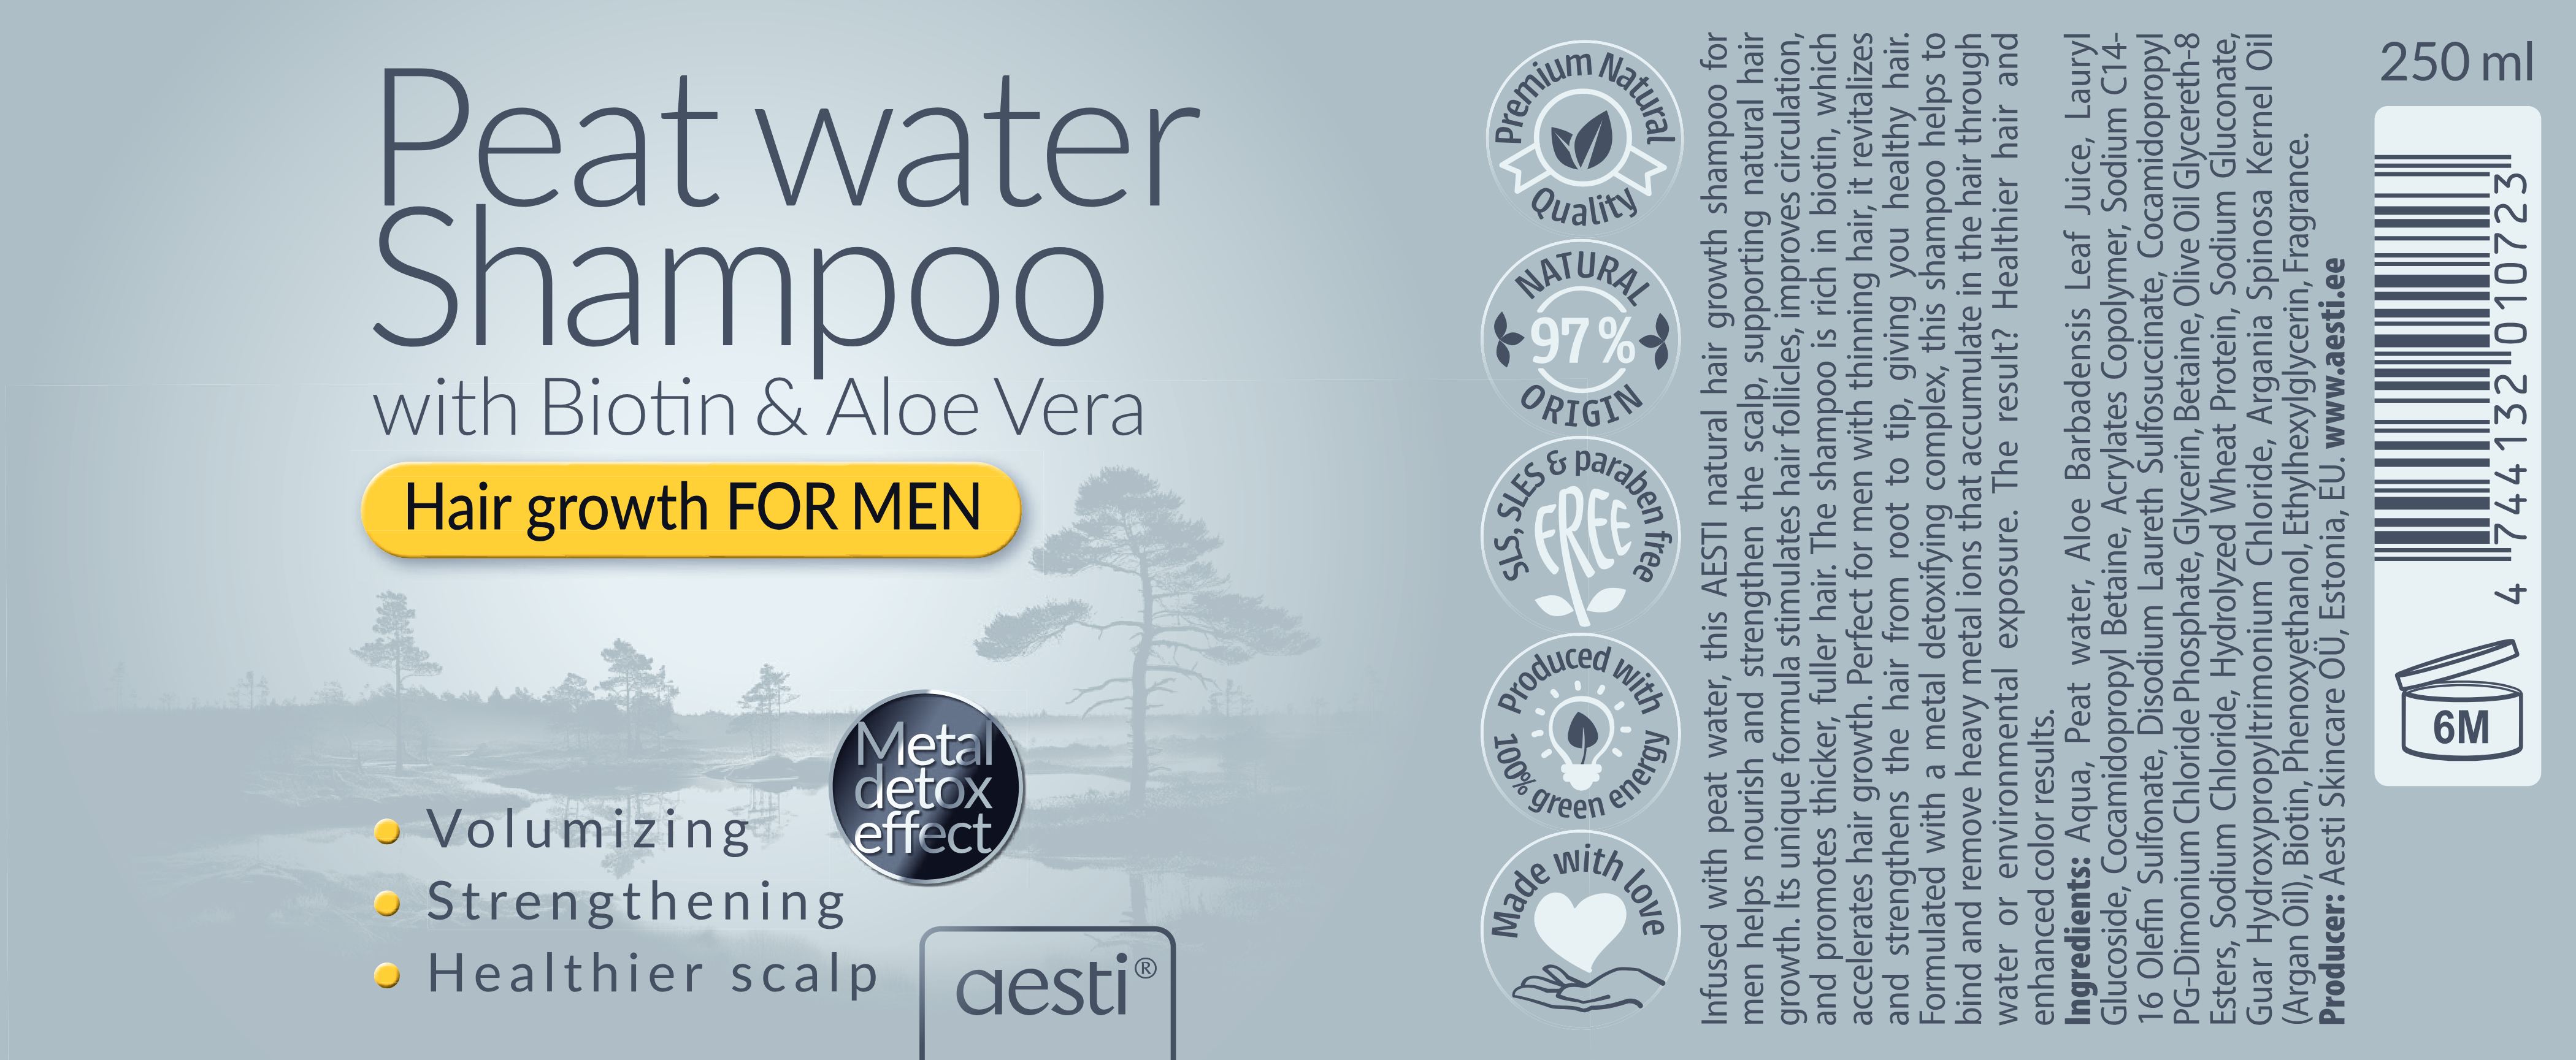 Peat water
Shampoo
with Biotin & Aloe Vera
Hair growth FOR MEN
Metal
detox
effect
Volumizing
Strengthening
Healthier scalp
aesti®
Premium Natural
Quality
NATURAL
97%
ORIGIN
SLS, SLES & paraben free
FREE
Produced with
100% green energy
Made with love
Infused with peat water, this AESTI natural hair growth shampoo for
men helps nourish and strengthen the scalp, supporting natural hair
growth. Its unique formula stimulates hair follicles, improves circulation,
and promotes thicker, fuller hair. The shampoo is rich in biotin, which
accelerates hair growth. Perfect for men with thinning hair, it revitalizes
and strengthens the hair from root to tip, giving you healthy hair.
Formulated with a metal detoxifying complex, this shampoo helps to
bind and remove heavy metal ions that accumulate in the hair through
water or environmental exposure. The result? Healthier hair and
enhanced color results.
Ingredients: Aqua, Peat water, Aloe Barbadensis Leaf Juice, Lauryl
Glucoside, Cocamidopropyl Betaine, Acrylates Copolymer, Sodium C14-
16 Olefin Sulfonate, Disodium Laureth Sulfosuccinate, Cocamidopropyl
PG-Dimonium Chloride Phosphate, Glycerin, Betaine, Olive Oil Glycereth-8
Esters, Sodium Chloride, Hydrolyzed Wheat Protein, Sodium Gluconate,
Guar Hydroxypropyltrimonium Chloride, Argania Spinosa Kernel Oil
(Argan Oil), Biotin, Phenoxyethanol, Ethylhexylglycerin, Fragrance.
Producer: Aesti Skincare OÜ, Estonia, EU. www.aesti.ee
250 ml
4 744132 010723
6M